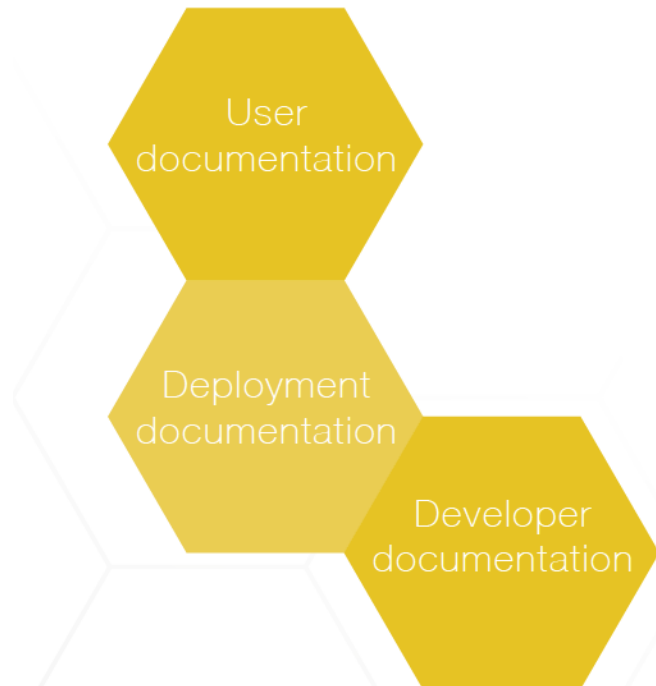 User
documentation
Deployment
documentation
Developer
documentation